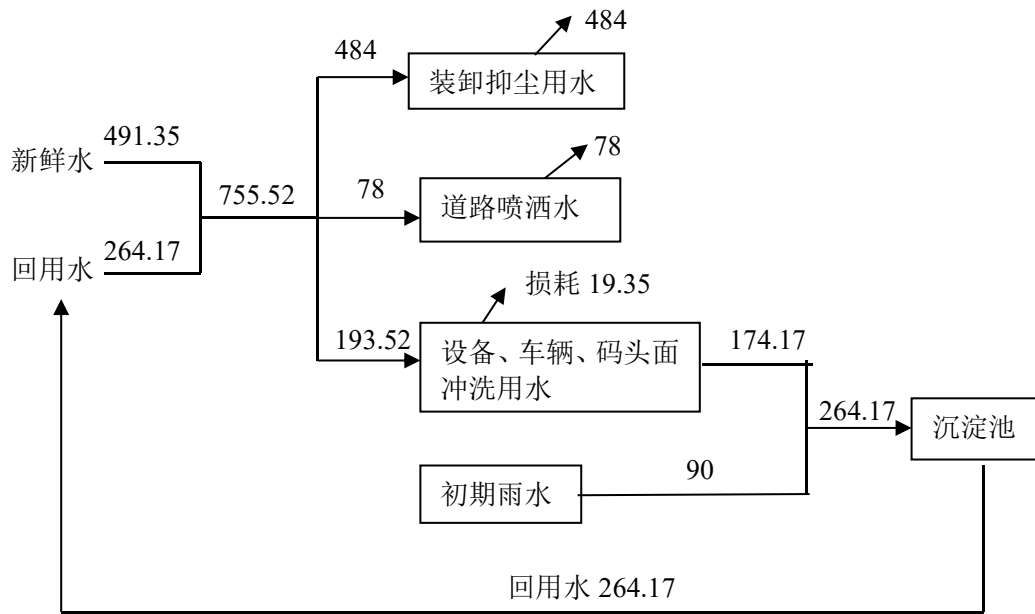 484
484
装卸抑尘用水
491.35
新鲜水
78
755.52
78
道路喷洒水
264.17
回用水
损耗 19.35
193.52
设备、车辆、码头面
冲洗用水
174.17
264.17
沉淀池
90
初期雨水
回用水 264.17